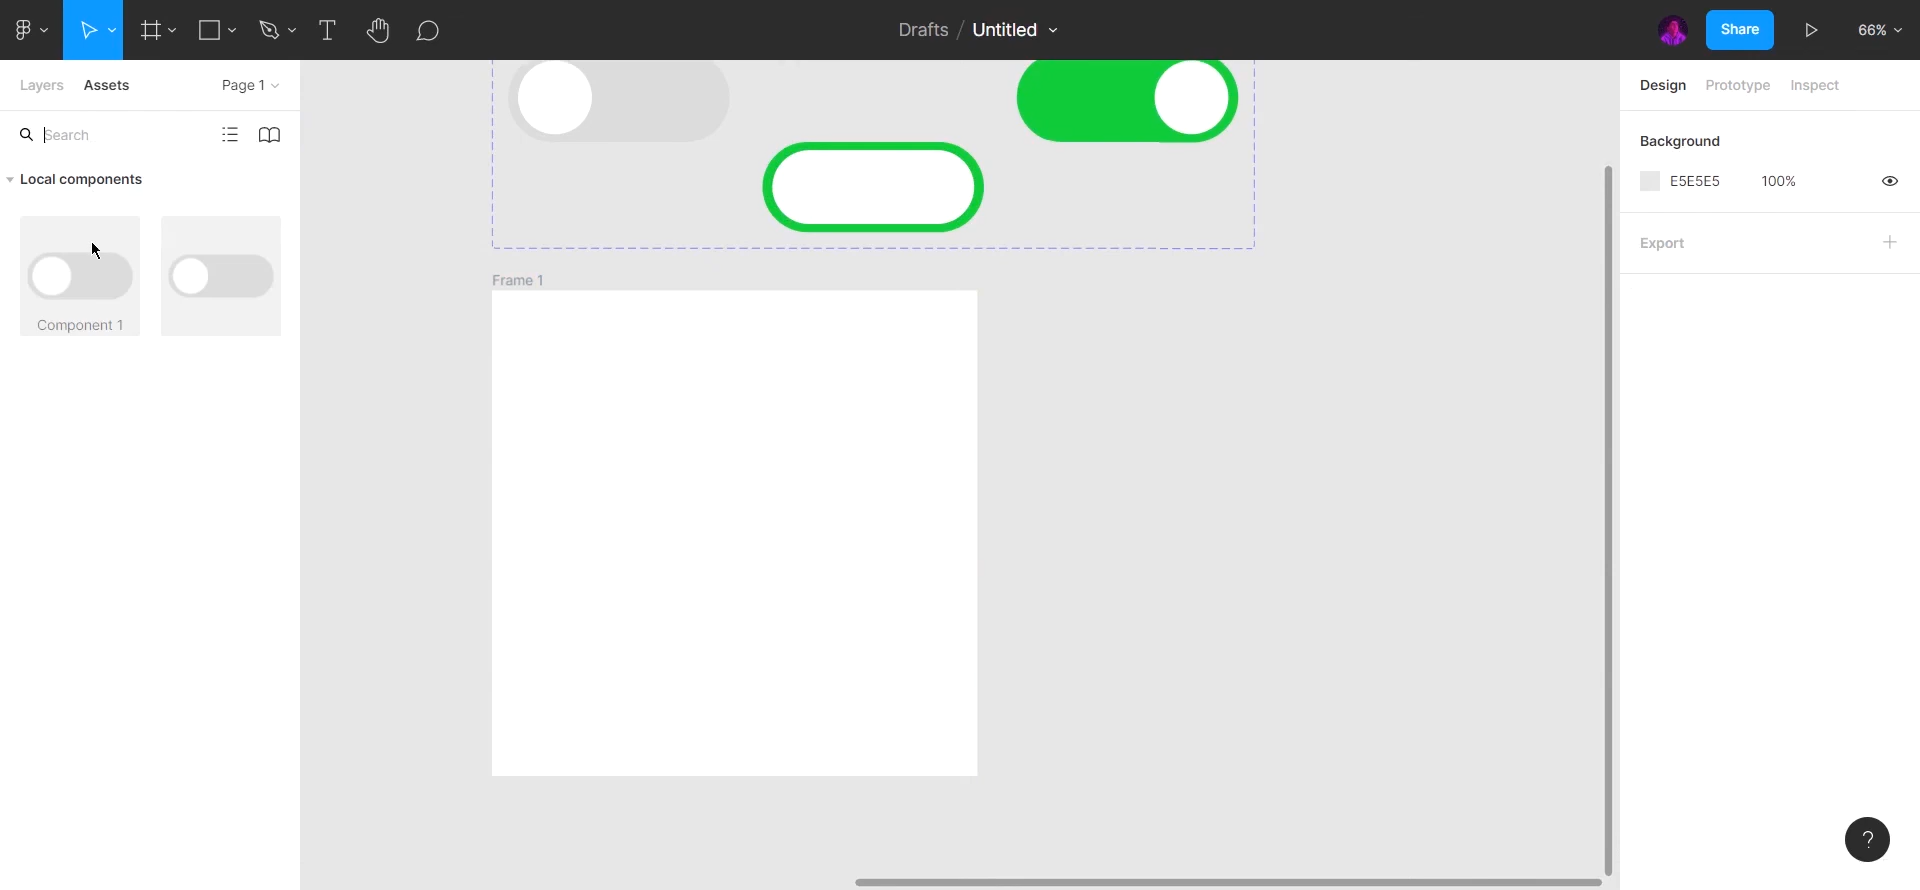 Drafts / Untitled
Share
66%
Layers Assets Page 1
Design Prototype Inspect
Search
Background
Local components
E5E5E5 100%
Export
Frame 1
Component 1
?